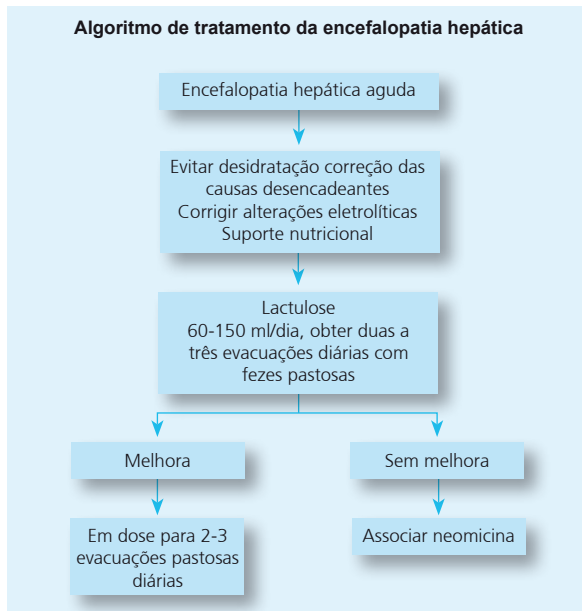 Algoritmo de tratamento da encefalopatia hepática
Encefalopatia hepática aguda
Evitar desidratação correção das
causas desencadeantes
Corrigir alterações eletrolíticas
Suporte nutricional
Lactulose
60-150 ml/dia, obter duas a
três evacuações diárias com
fezes pastosas
Melhora
Sem melhora
Em dose para 2-3
evacuações pastosas
diárias
Associar neomicina